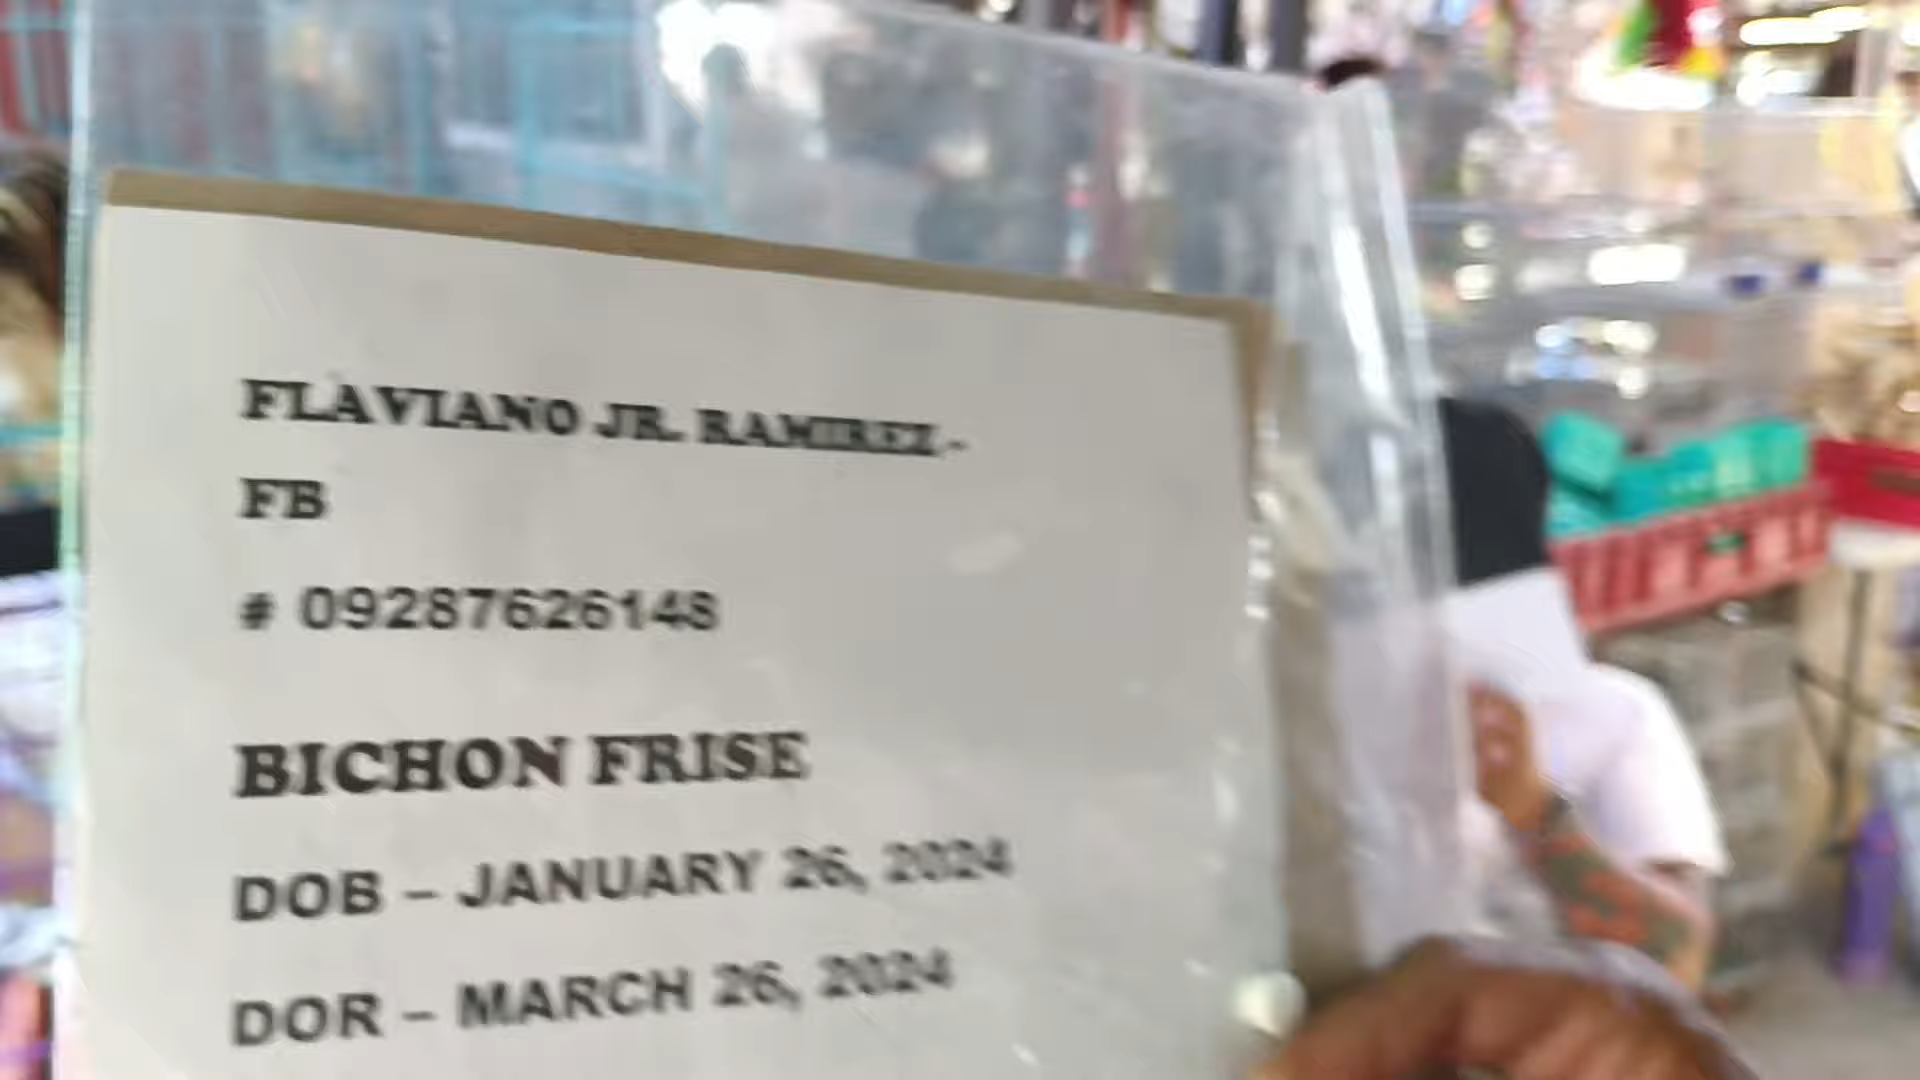 FLAVIANO JR. RAMIREZ -
FB
# 09287626148
BICHON FRISE
DOB – JANUARY 26, 2024
DOR – MARCH 26, 2024